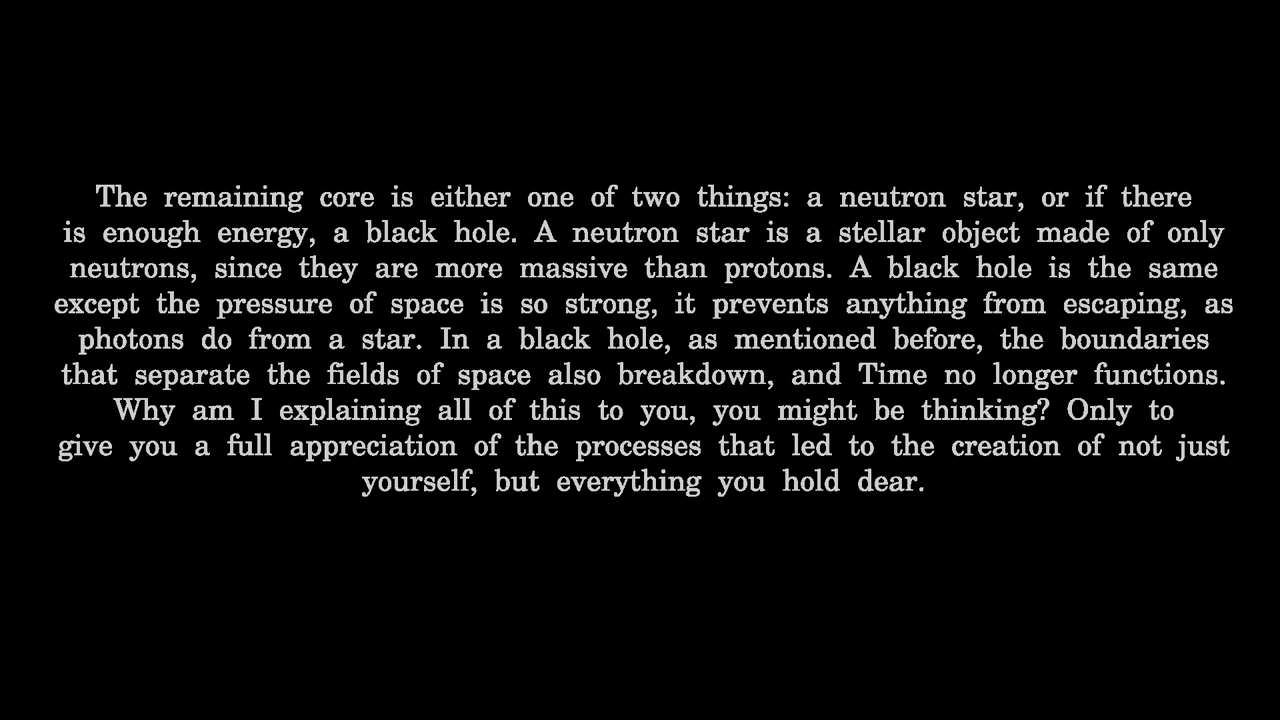 The remaining core is either one of two things: a neutron star, or if there
is enough energy, a black hole. A neutron star is a stellar object made of only
neutrons, since they are more massive than protons. A black hole is the same
except the pressure of space is so strong, it prevents anything from escaping, as
photons do from a star. In a black hole, as mentioned before, the boundaries
that separate the fields of space also breakdown, and Time no longer functions.
Why am I explaining all of this to you, you might be thinking? Only to
give you a full appreciation of the processes that led to the creation of not just
yourself, but everything you hold dear.